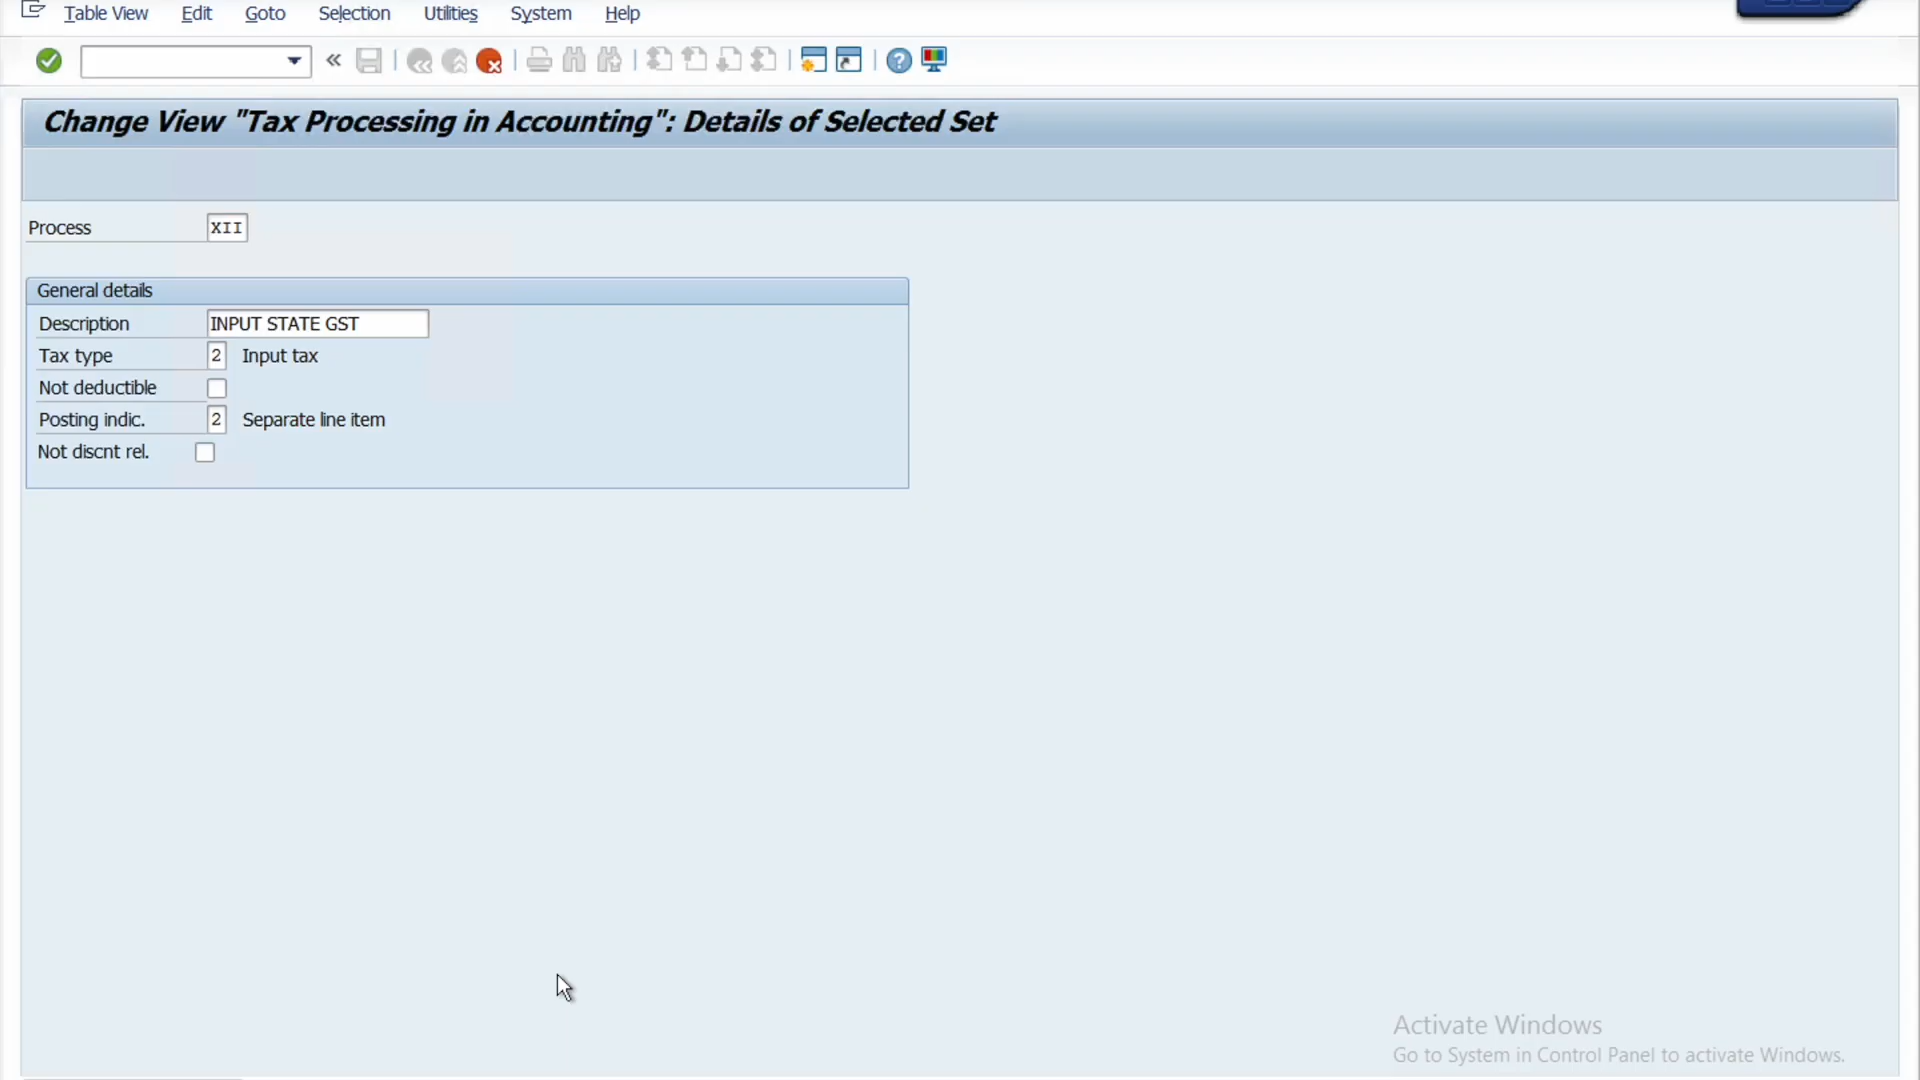 Table View Edit Goto Selection Utilities System Help
Change View "Tax Processing in Accounting": Details of Selected Set
Process XII
General details
Description INPUT STATE GST
Tax type 2 Input tax
Not deductible
Posting indic. 2 Separate line item
Not discnt rel.
Activate Windows
Go to System in Control Panel to activate Windows.